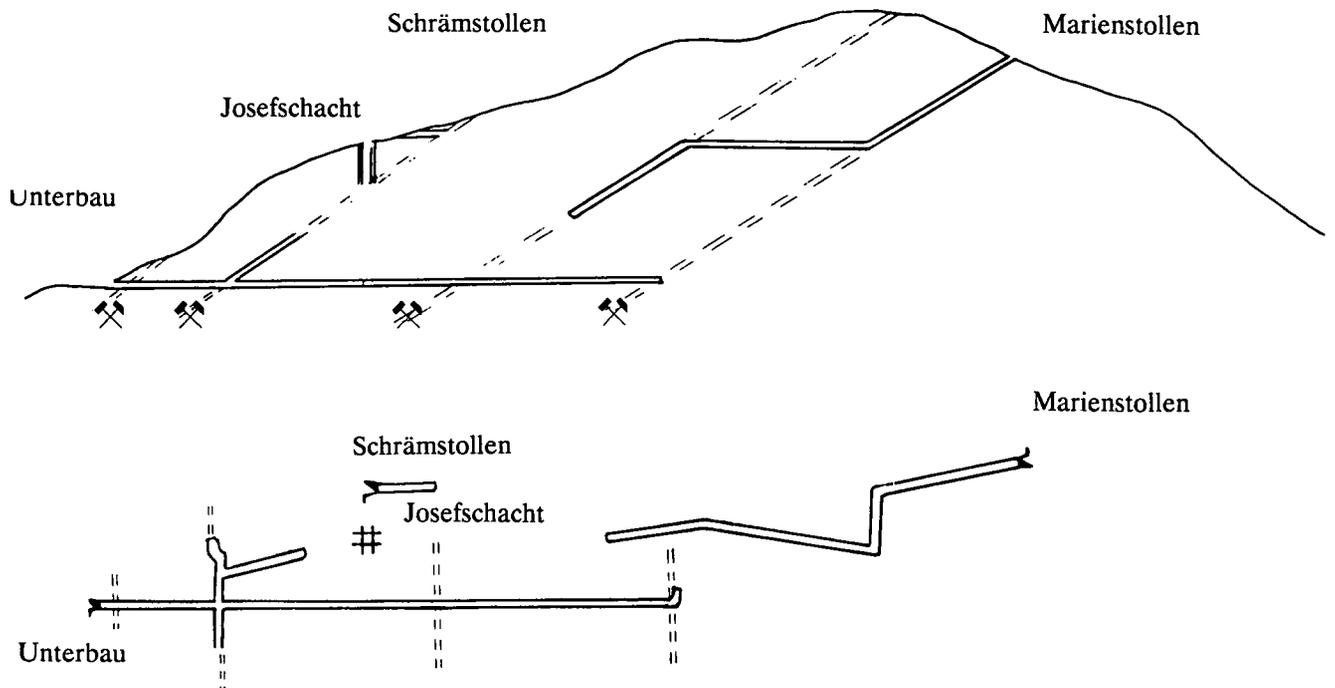 Schrämstollen
Marienstollen
Josefschacht
Unterbau
Marienstollen
Schrämstollen
Josefschacht
Unterbau